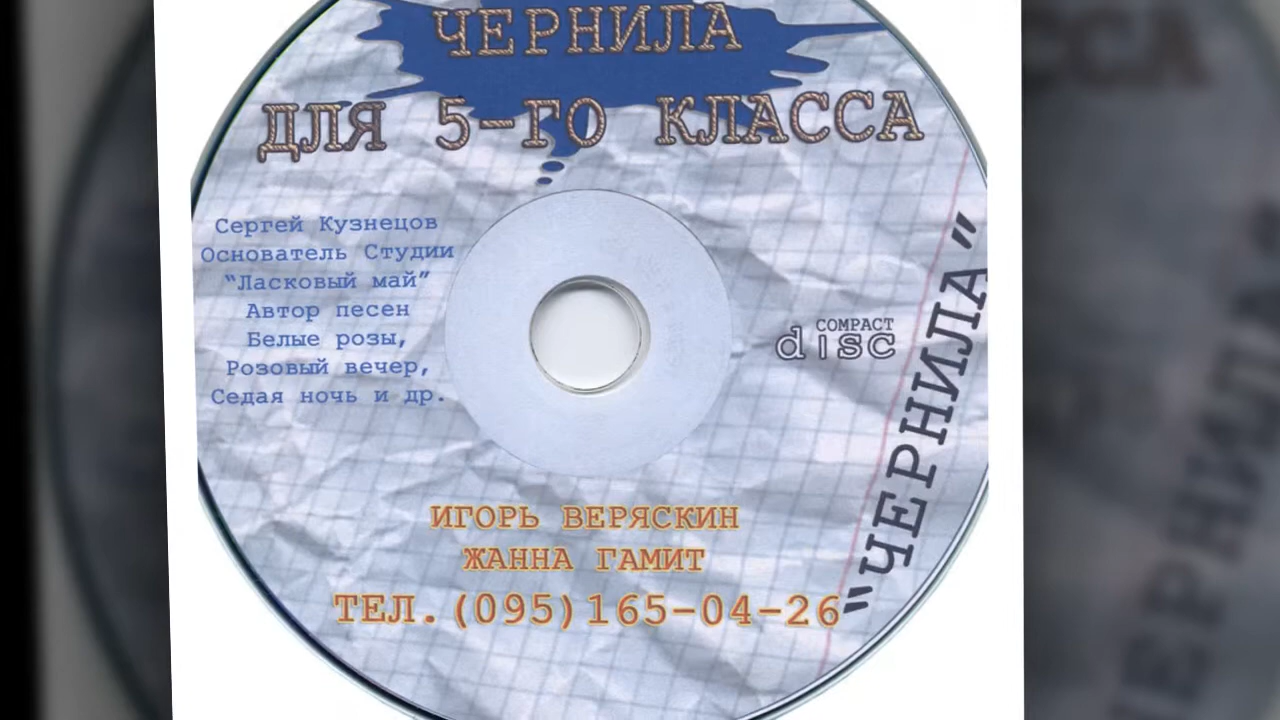 ЧЕРНИЛА
ДЛЯ 5-ГО КЛАССА
Сергей Кузнецов
Основатель Студии
"Ласковый май"
Автор песен
Белые розы,
Розовый вечер,
Седая ночь и др.
COMPACT
disc
"ЧЕРНИЛА"
ИГОРЬ ВЕРЯСКИН
ЖАННА ГАМИТ
ТЕЛ.(095)165-04-26